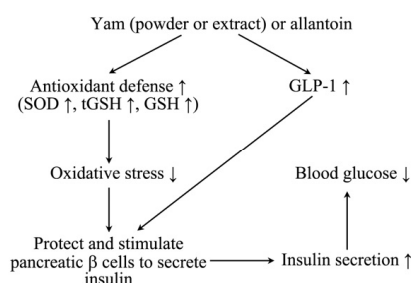 Yam (powder or extract) or allantoin
Antioxidant defense ↑
(SOD ↑, tGSH ↑, GSH ↑)
GLP-1 ↑
Oxidative stress ↓
Blood glucose ↓
Protect and stimulate
pancreatic β cells to secrete
insulin
Insulin secretion ↑